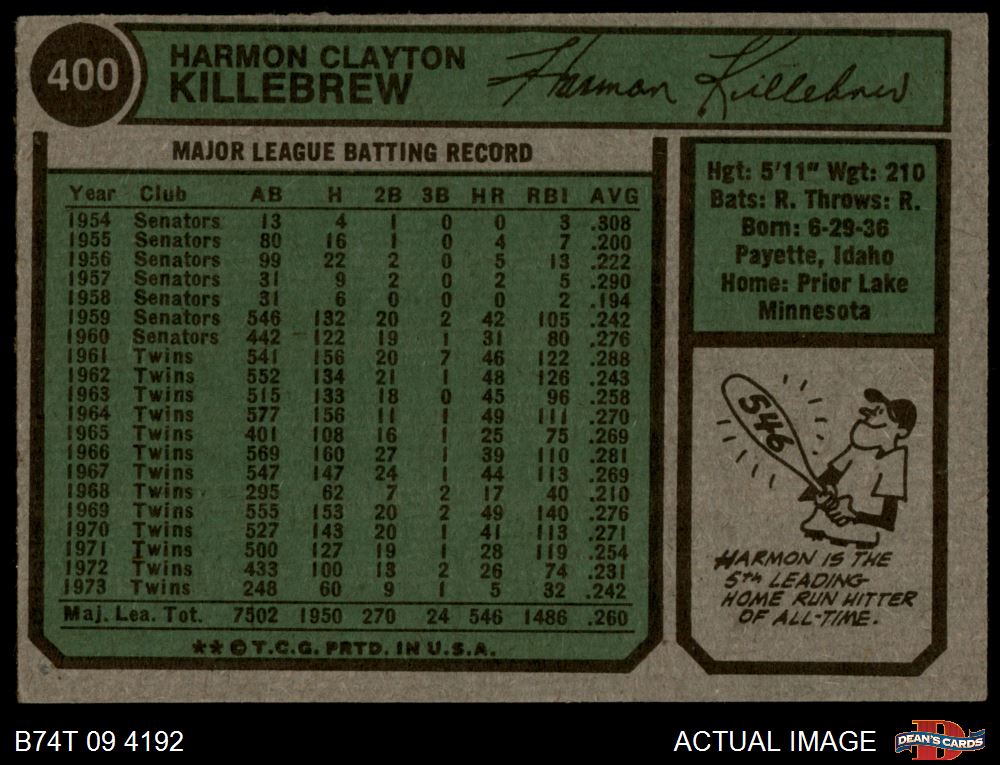 400
HARMON CLAYTON
KILLEBREW
Harmon Killebrew
MAJOR LEAGUE BATTING RECORD
Year Club AB H 2B 3B HR RBI AVG
1954 Senators 13 4 1 0 0 3 .308
1955 Senators 80 16 1 0 4 7 .200
1956 Senators 99 22 2 0 5 13 .222
1957 Senators 31 9 2 0 2 5 .290
1958 Senators 31 6 0 0 0 2 .194
1959 Senators 546 132 20 2 42 105 .242
1960 Senators 442 122 19 1 31 80 .276
1961 Twins 541 156 20 7 46 122 .288
1962 Twins 552 134 21 1 48 126 .243
1963 Twins 515 133 18 0 45 96 .258
1964 Twins 577 156 11 1 49 111 .270
1965 Twins 401 108 16 1 25 75 .269
1966 Twins 569 160 27 1 39 110 .281
1967 Twins 547 147 24 1 44 113 .269
1968 Twins 295 62 7 2 17 40 .210
1969 Twins 555 153 20 2 49 140 .276
1970 Twins 527 143 20 1 41 113 .271
1971 Twins 500 127 19 1 28 119 .254
1972 Twins 433 100 13 2 26 74 .231
1973 Twins 248 60 9 1 5 32 .242
Maj. Lea. Tot. 7502 1950 270 24 546 1486 .260
** © T.C.G. PRTD. IN U.S.A.
Hgt: 5'11" Wgt: 210
Bats: R. Throws: R.
Born: 6-29-36
Payette, Idaho
Home: Prior Lake
Minnesota
546
HARMON IS THE
5TH LEADING
HOME RUN HITTER
OF ALL-TIME.
B74T 09 4192
ACTUAL IMAGE
DEAN'S CARDS